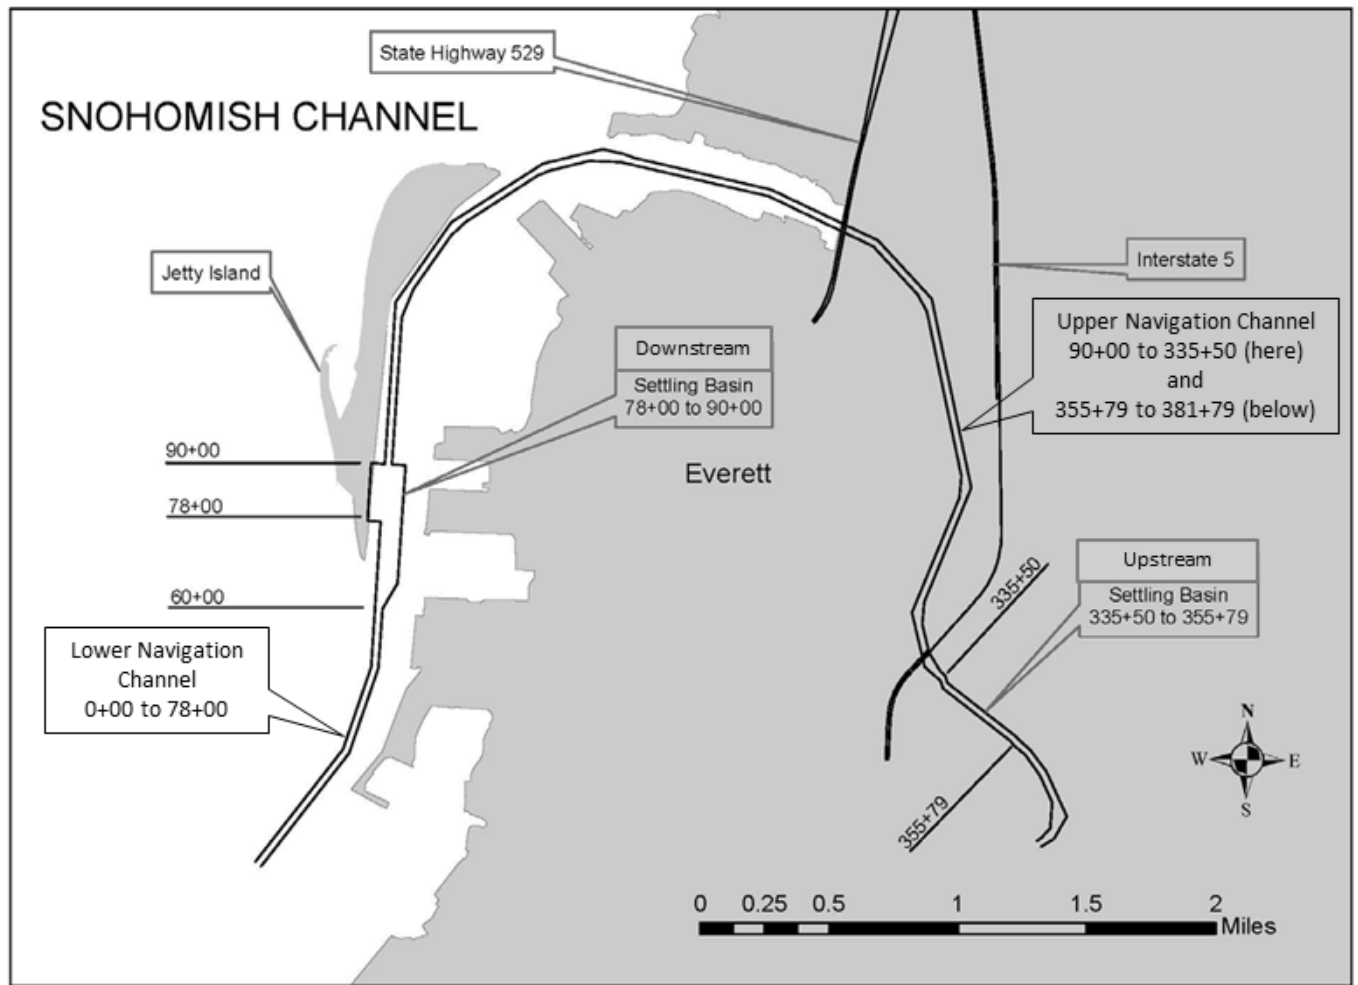 State Highway 529
SNOHOMISH CHANNEL
Jetty Island
Interstate 5
Upper Navigation Channel
90+00 to 335+50 (here)
and
355+79 to 381+79 (below)
Downstream
Settling Basin
78+00 to 90+00
90+00
Everett
78+00
60+00
335+50
Upstream
Settling Basin
335+50 to 355+79
Lower Navigation
Channel
0+00 to 78+00
355+79
N
W
E
S
0 0.25 0.5 1 1.5 2
Miles